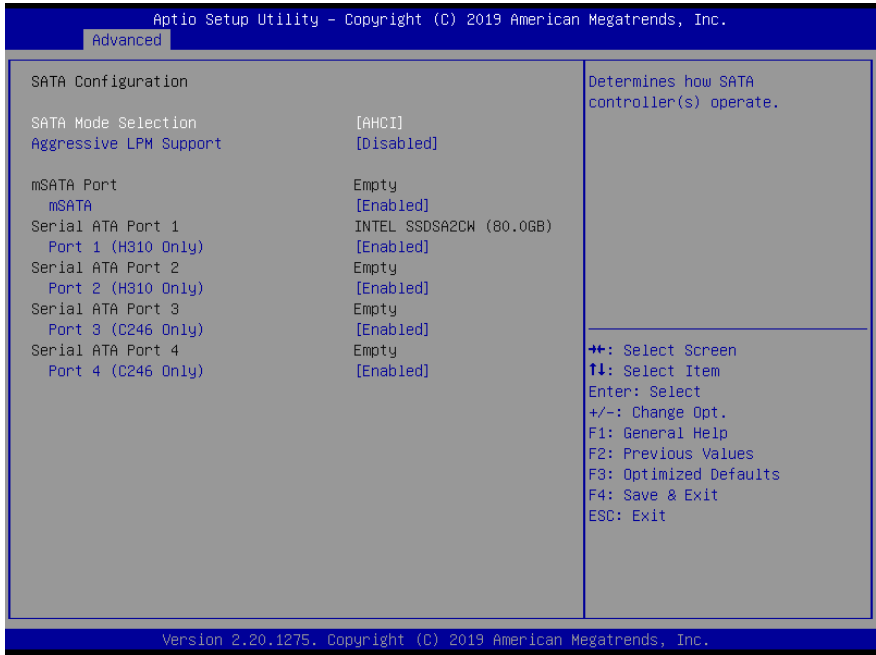 Aptio Setup Utility – Copyright (C) 2019 American Megatrends, Inc.
Advanced
SATA Configuration
SATA Mode Selection [AHCI]
Aggressive LPM Support [Disabled]
mSATA Port Empty
mSATA [Enabled]
Serial ATA Port 1 INTEL SSDSA2CW (80.0GB)
Port 1 (H310 Only) [Enabled]
Serial ATA Port 2 Empty
Port 2 (H310 Only) [Enabled]
Serial ATA Port 3 Empty
Port 3 (C246 Only) [Enabled]
Serial ATA Port 4 Empty
Port 4 (C246 Only) [Enabled]
Determines how SATA
controller(s) operate.
→←: Select Screen
↑↓: Select Item
Enter: Select
+/-: Change Opt.
F1: General Help
F2: Previous Values
F3: Optimized Defaults
F4: Save & Exit
ESC: Exit
Version 2.20.1275. Copyright (C) 2019 American Megatrends, Inc.